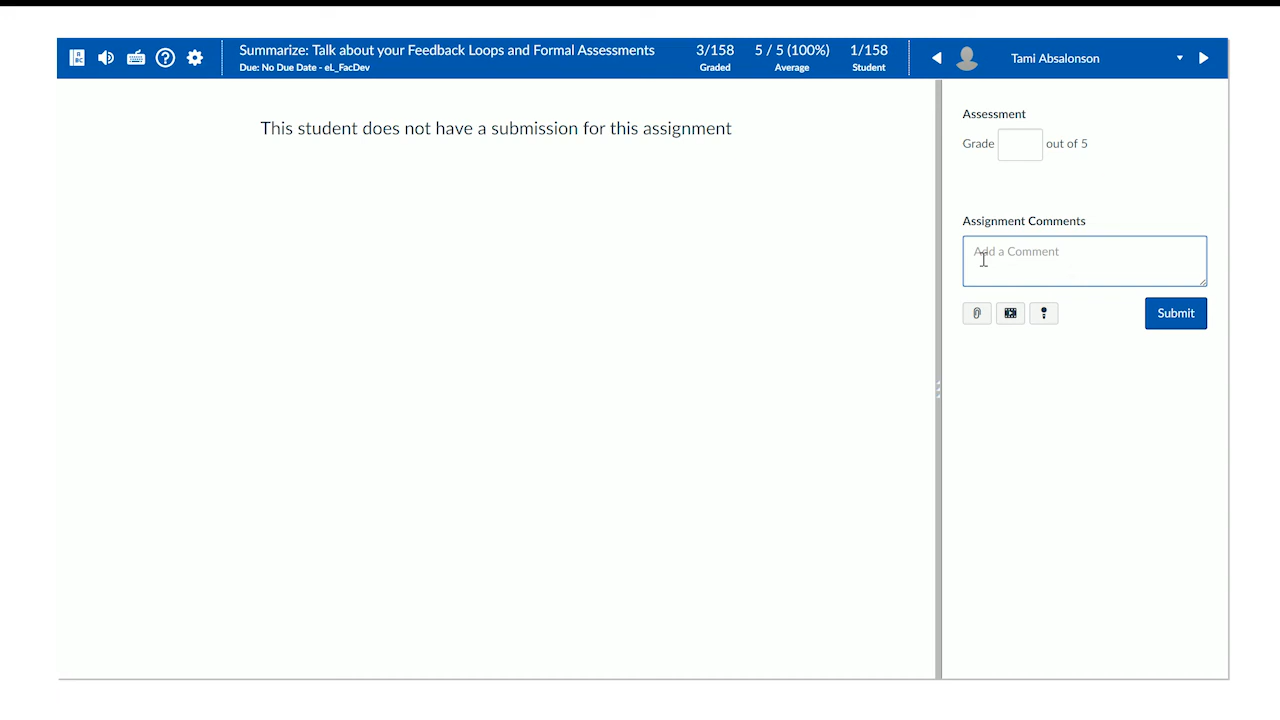 Summarize: Talk about your Feedback Loops and Formal Assessments
Due: No Due Date - eL_FacDev
3/158
Graded
5 / 5 (100%)
Average
1/158
Student
Tami Absalonson
This student does not have a submission for this assignment
Assessment
Grade out of 5
Assignment Comments
Add a Comment
Submit